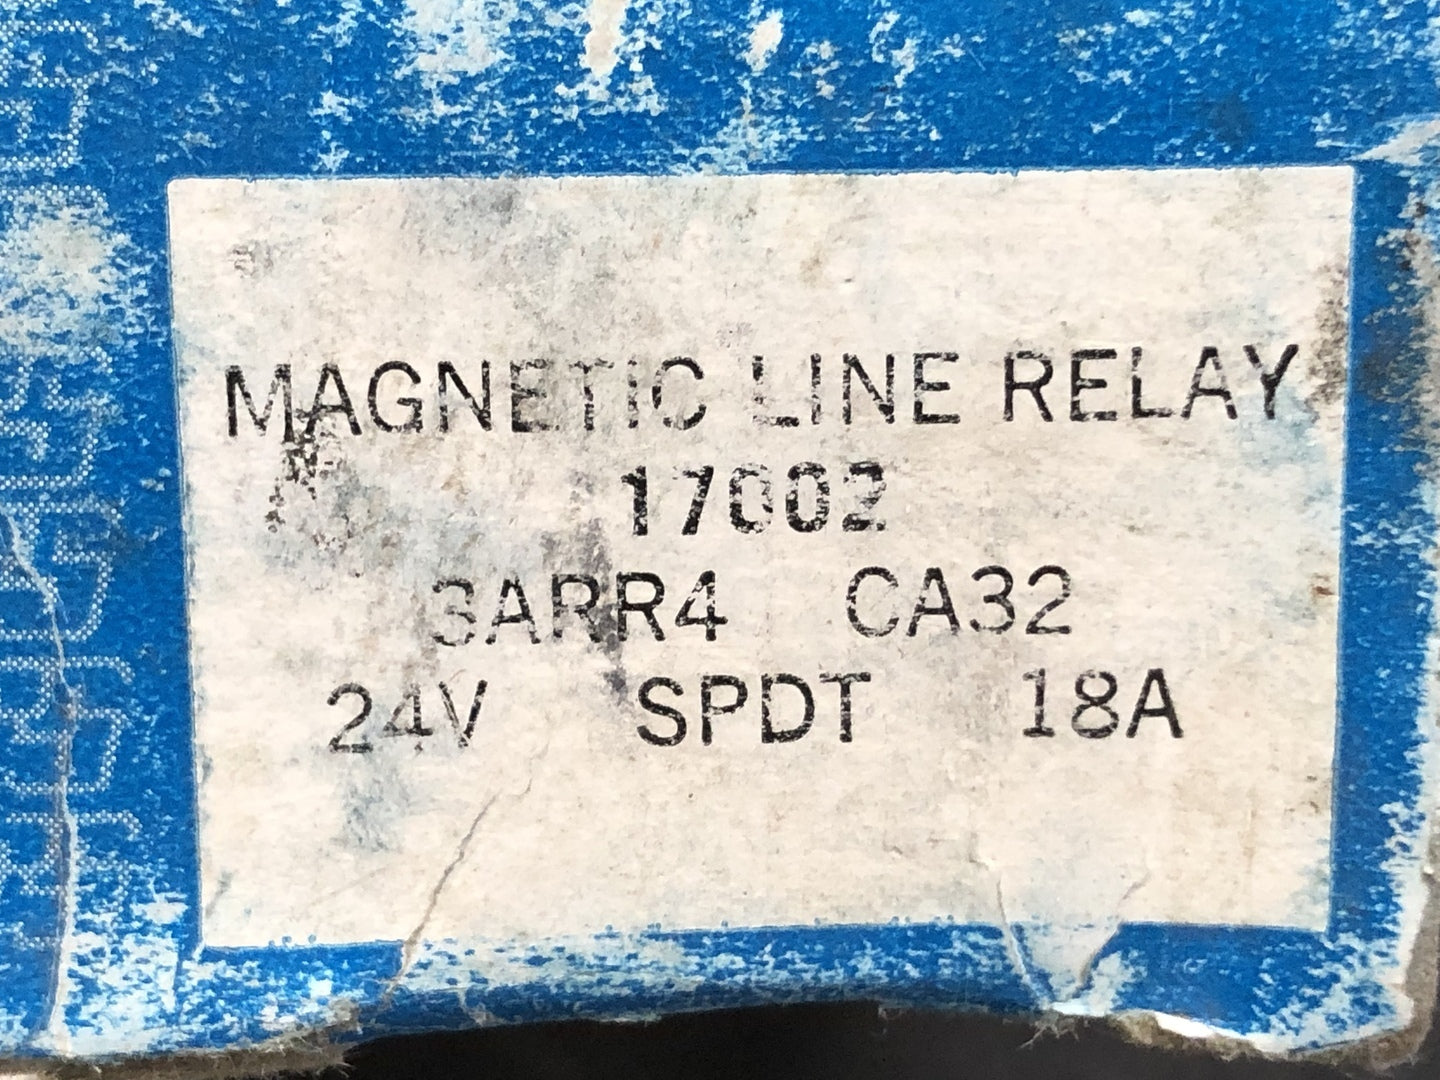 MAGNETIC LINE RELAY
17002
3ARR4 CA32
24V SPDT 18A